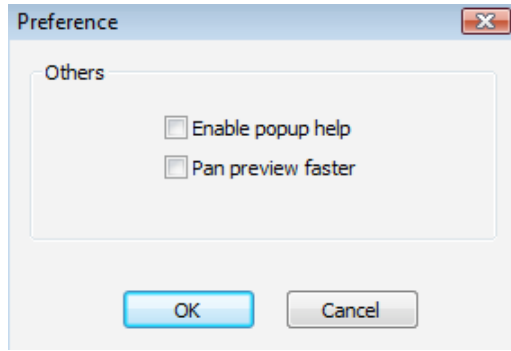 Preference
Others
Enable popup help
Pan preview faster
OK
Cancel